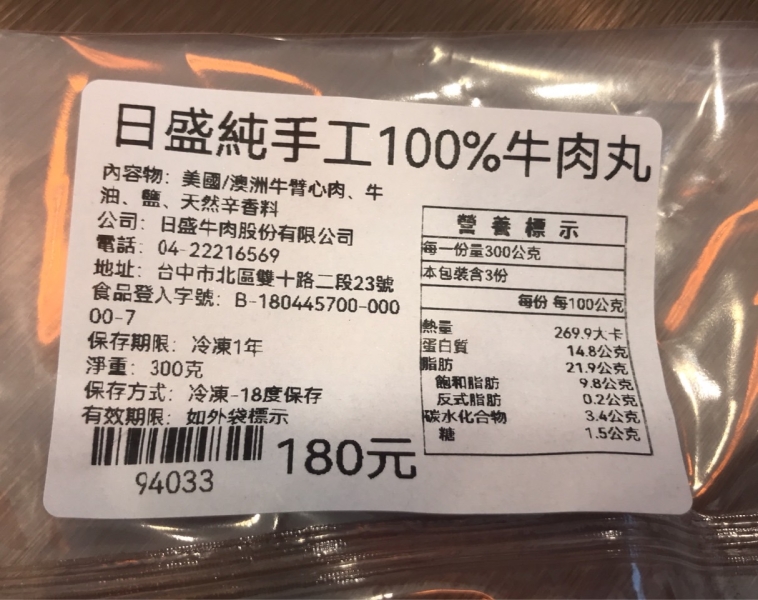 日盛純手工100%牛肉丸
內容物: 美國/澳洲牛臂心肉、牛
油、鹽、天然辛香料
公司: 日盛牛肉股份有限公司
電話: 04-22216569
地址: 台中市北區雙十路二段23號
食品登入字號: B-180445700-000
00-7
保存期限: 冷凍1年
淨重: 300克
保存方式: 冷凍-18度保存
有效期限: 如外袋標示
94033
180元
營養標示
每一份量300公克
本包裝含3份
每份 每100公克
熱量 269.9大卡
蛋白質 14.8公克
脂肪 21.9公克
飽和脂肪 9.8公克
反式脂肪 0.2公克
碳水化合物 3.4公克
糖 1.5公克